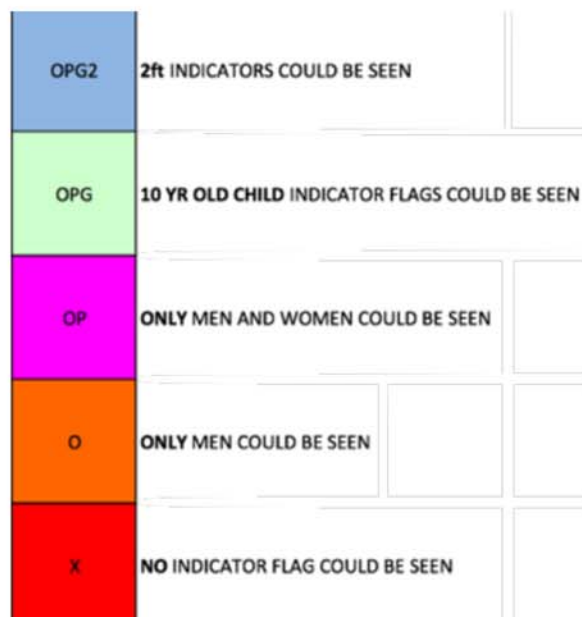 OPG2 2ft INDICATORS COULD BE SEEN
OPG 10 YR OLD CHILD INDICATOR FLAGS COULD BE SEEN
OP ONLY MEN AND WOMEN COULD BE SEEN
O ONLY MEN COULD BE SEEN
X NO INDICATOR FLAG COULD BE SEEN